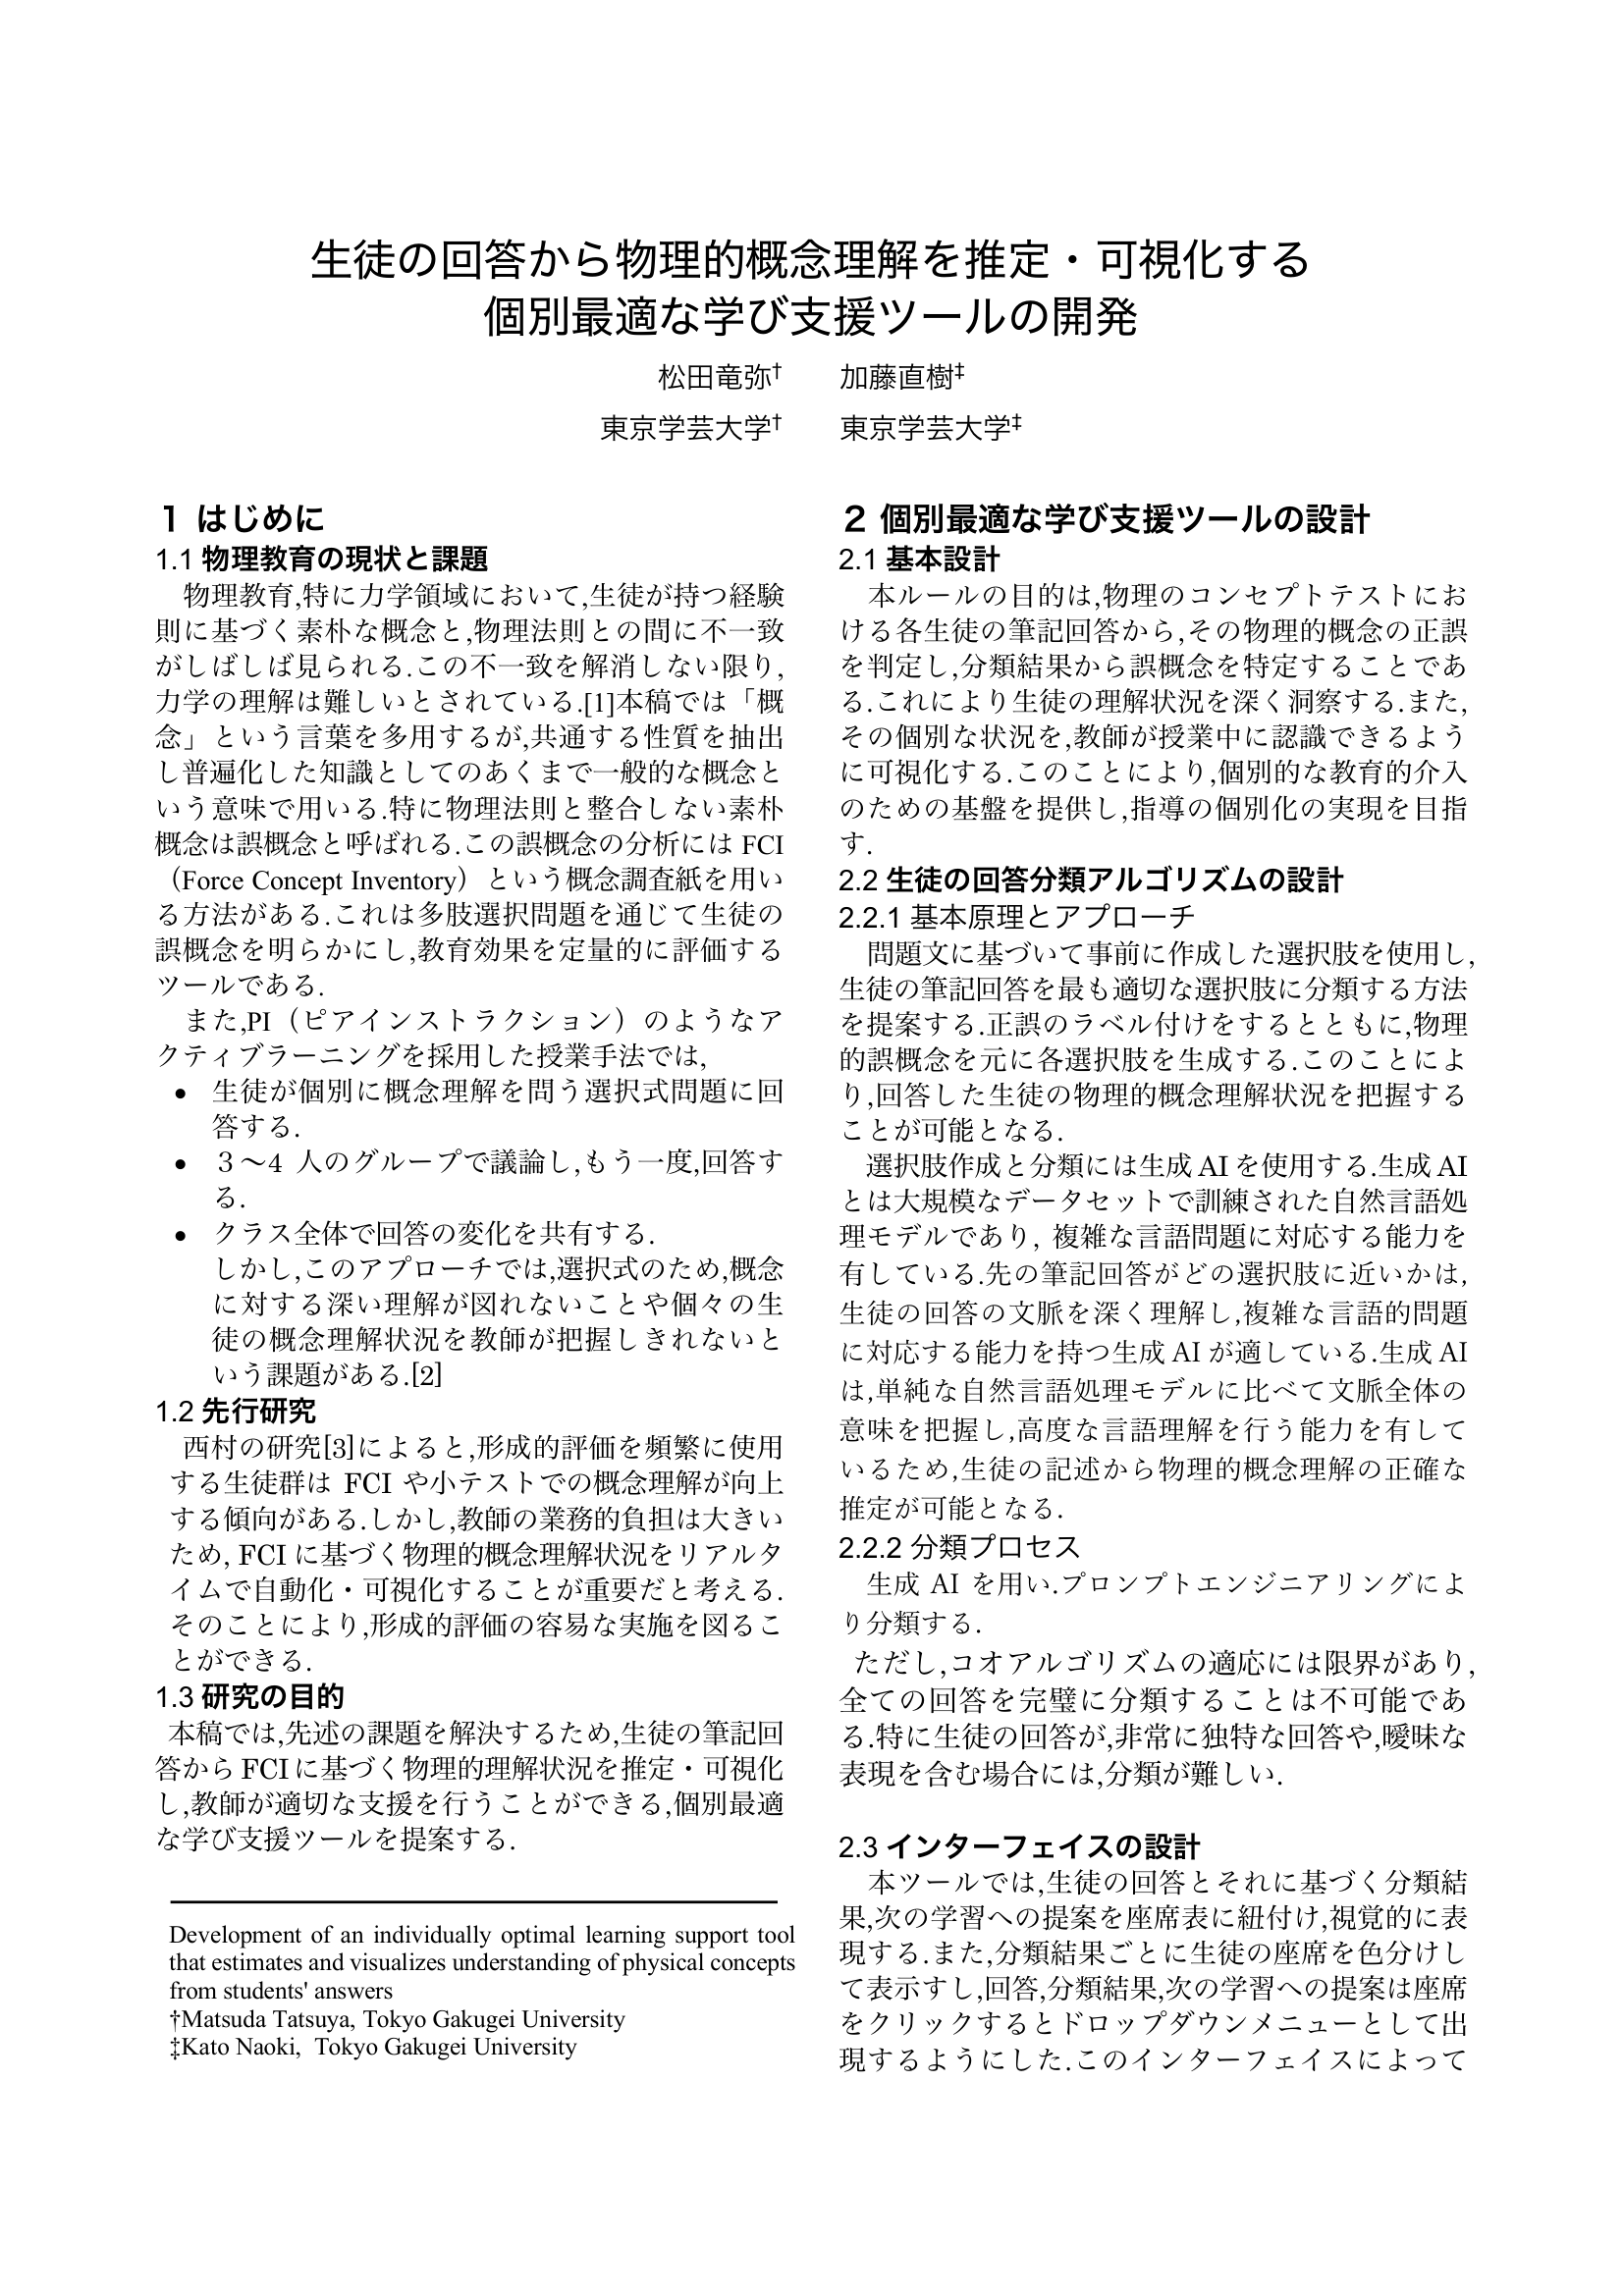 生徒の回答から物理的概念理解を推定・可視化する
個別最適な学び支援ツールの開発
松田竜弥† 加藤直樹‡
東京学芸大学† 東京学芸大学‡
1 はじめに
1.1 物理教育の現状と課題
物理教育,特に力学領域において,生徒が持つ経験
則に基づく素朴な概念と,物理法則との間に不一致
がしばしば見られる.この不一致を解消しない限り,
力学の理解は難しいとされている.[1]本稿では「概
念」という言葉を多用するが,共通する性質を抽出
し普遍化した知識としてのあくまで一般的な概念と
いう意味で用いる.特に物理法則と整合しない素朴
概念は誤概念と呼ばれる.この誤概念の分析には FCI
（Force Concept Inventory）という概念調査紙を用い
る方法がある.これは多肢選択問題を通じて生徒の
誤概念を明らかにし,教育効果を定量的に評価する
ツールである.
また,PI（ピアインストラクション）のようなア
クティブラーニングを採用した授業手法では,
• 生徒が個別に概念理解を問う選択式問題に回
答する.
• ３～4 人のグループで議論し,もう一度,回答す
る.
• クラス全体で回答の変化を共有する.
しかし,このアプローチでは,選択式のため,概念
に対する深い理解が図れないことや個々の生
徒の概念理解状況を教師が把握しきれないと
いう課題がある.[2]
1.2 先行研究
西村の研究[3]によると,形成的評価を頻繁に使用
する生徒群は FCI や小テストでの概念理解が向上
する傾向がある.しかし,教師の業務的負担は大きい
ため, FCI に基づく物理的概念理解状況をリアルタ
イムで自動化・可視化することが重要だと考える.
そのことにより,形成的評価の容易な実施を図るこ
とができる.
1.3 研究の目的
本稿では,先述の課題を解決するため,生徒の筆記回
答から FCI に基づく物理的理解状況を推定・可視化
し,教師が適切な支援を行うことができる,個別最適
な学び支援ツールを提案する.
Development of an individually optimal learning support tool
that estimates and visualizes understanding of physical concepts
from students' answers
†Matsuda Tatsuya, Tokyo Gakugei University
‡Kato Naoki, Tokyo Gakugei University
2 個別最適な学び支援ツールの設計
2.1 基本設計
本ルールの目的は,物理のコンセプトテストにお
ける各生徒の筆記回答から,その物理的概念の正誤
を判定し,分類結果から誤概念を特定することであ
る.これにより生徒の理解状況を深く洞察する.また,
その個別な状況を,教師が授業中に認識できるよう
に可視化する.このことにより,個別的な教育的介入
のための基盤を提供し,指導の個別化の実現を目指
す.
2.2 生徒の回答分類アルゴリズムの設計
2.2.1 基本原理とアプローチ
問題文に基づいて事前に作成した選択肢を使用し,
生徒の筆記回答を最も適切な選択肢に分類する方法
を提案する.正誤のラベル付けをするとともに,物理
的誤概念を元に各選択肢を生成する.このことによ
り,回答した生徒の物理的概念理解状況を把握する
ことが可能となる.
選択肢作成と分類には生成 AI を使用する.生成 AI
とは大規模なデータセットで訓練された自然言語処
理モデルであり, 複雑な言語問題に対応する能力を
有している.先の筆記回答がどの選択肢に近いかは,
生徒の回答の文脈を深く理解し,複雑な言語的問題
に対応する能力を持つ生成 AI が適している.生成 AI
は,単純な自然言語処理モデルに比べて文脈全体の
意味を把握し,高度な言語理解を行う能力を有して
いるため,生徒の記述から物理的概念理解の正確な
推定が可能となる.
2.2.2 分類プロセス
生成 AI を用い.プロンプトエンジニアリングによ
り分類する.
ただし,コオアルゴリズムの適応には限界があり,
全ての回答を完璧に分類することは不可能であ
る.特に生徒の回答が,非常に独特な回答や,曖昧な
表現を含む場合には,分類が難しい.
2.3 インターフェイスの設計
本ツールでは,生徒の回答とそれに基づく分類結
果,次の学習への提案を座席表に紐付け,視覚的に表
現する.また,分類結果ごとに生徒の座席を色分けし
て表示すし,回答,分類結果,次の学習への提案は座席
をクリックするとドロップダウンメニューとして出
現するようにした.このインターフェイスによって